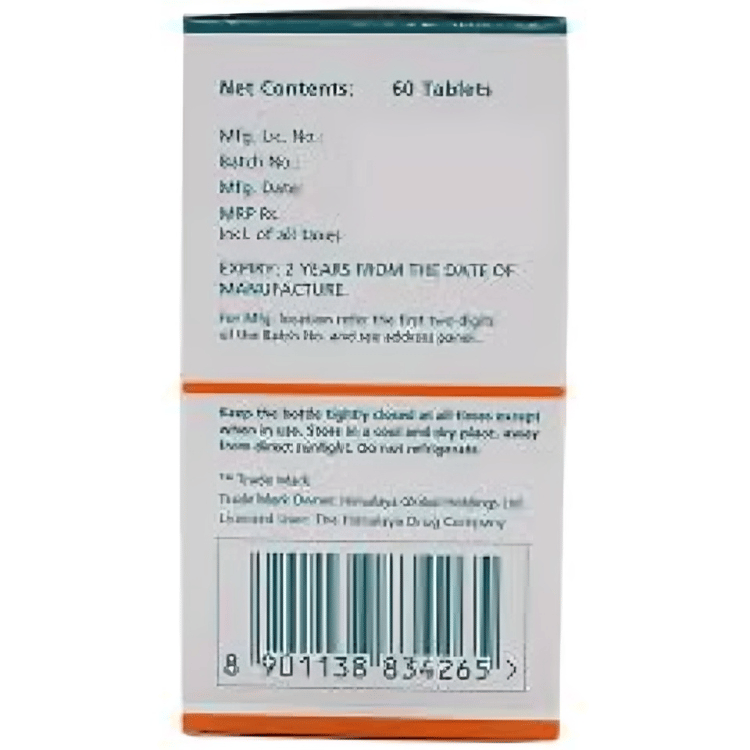 Net Contents: 60 Tablets
Mfg. Lic. No.:
Batch No.:
Mfg. Date:
MRP Rs.
Incl. of all taxes
EXPIRY: 2 YEARS FROM THE DATE OF
MANUFACTURE.
For Mfg. location refer the first two digits
of the Batch No. and see address panel.
Keep the bottle tightly closed at all times except
when in use. Store in a cool and dry place, away
from direct sunlight. Do not refrigerate.
™ Trade Mark
Trade Mark Owner: Himalaya Global Holdings Ltd.
Licensed User: The Himalaya Drug Company
8 901138 834265 >